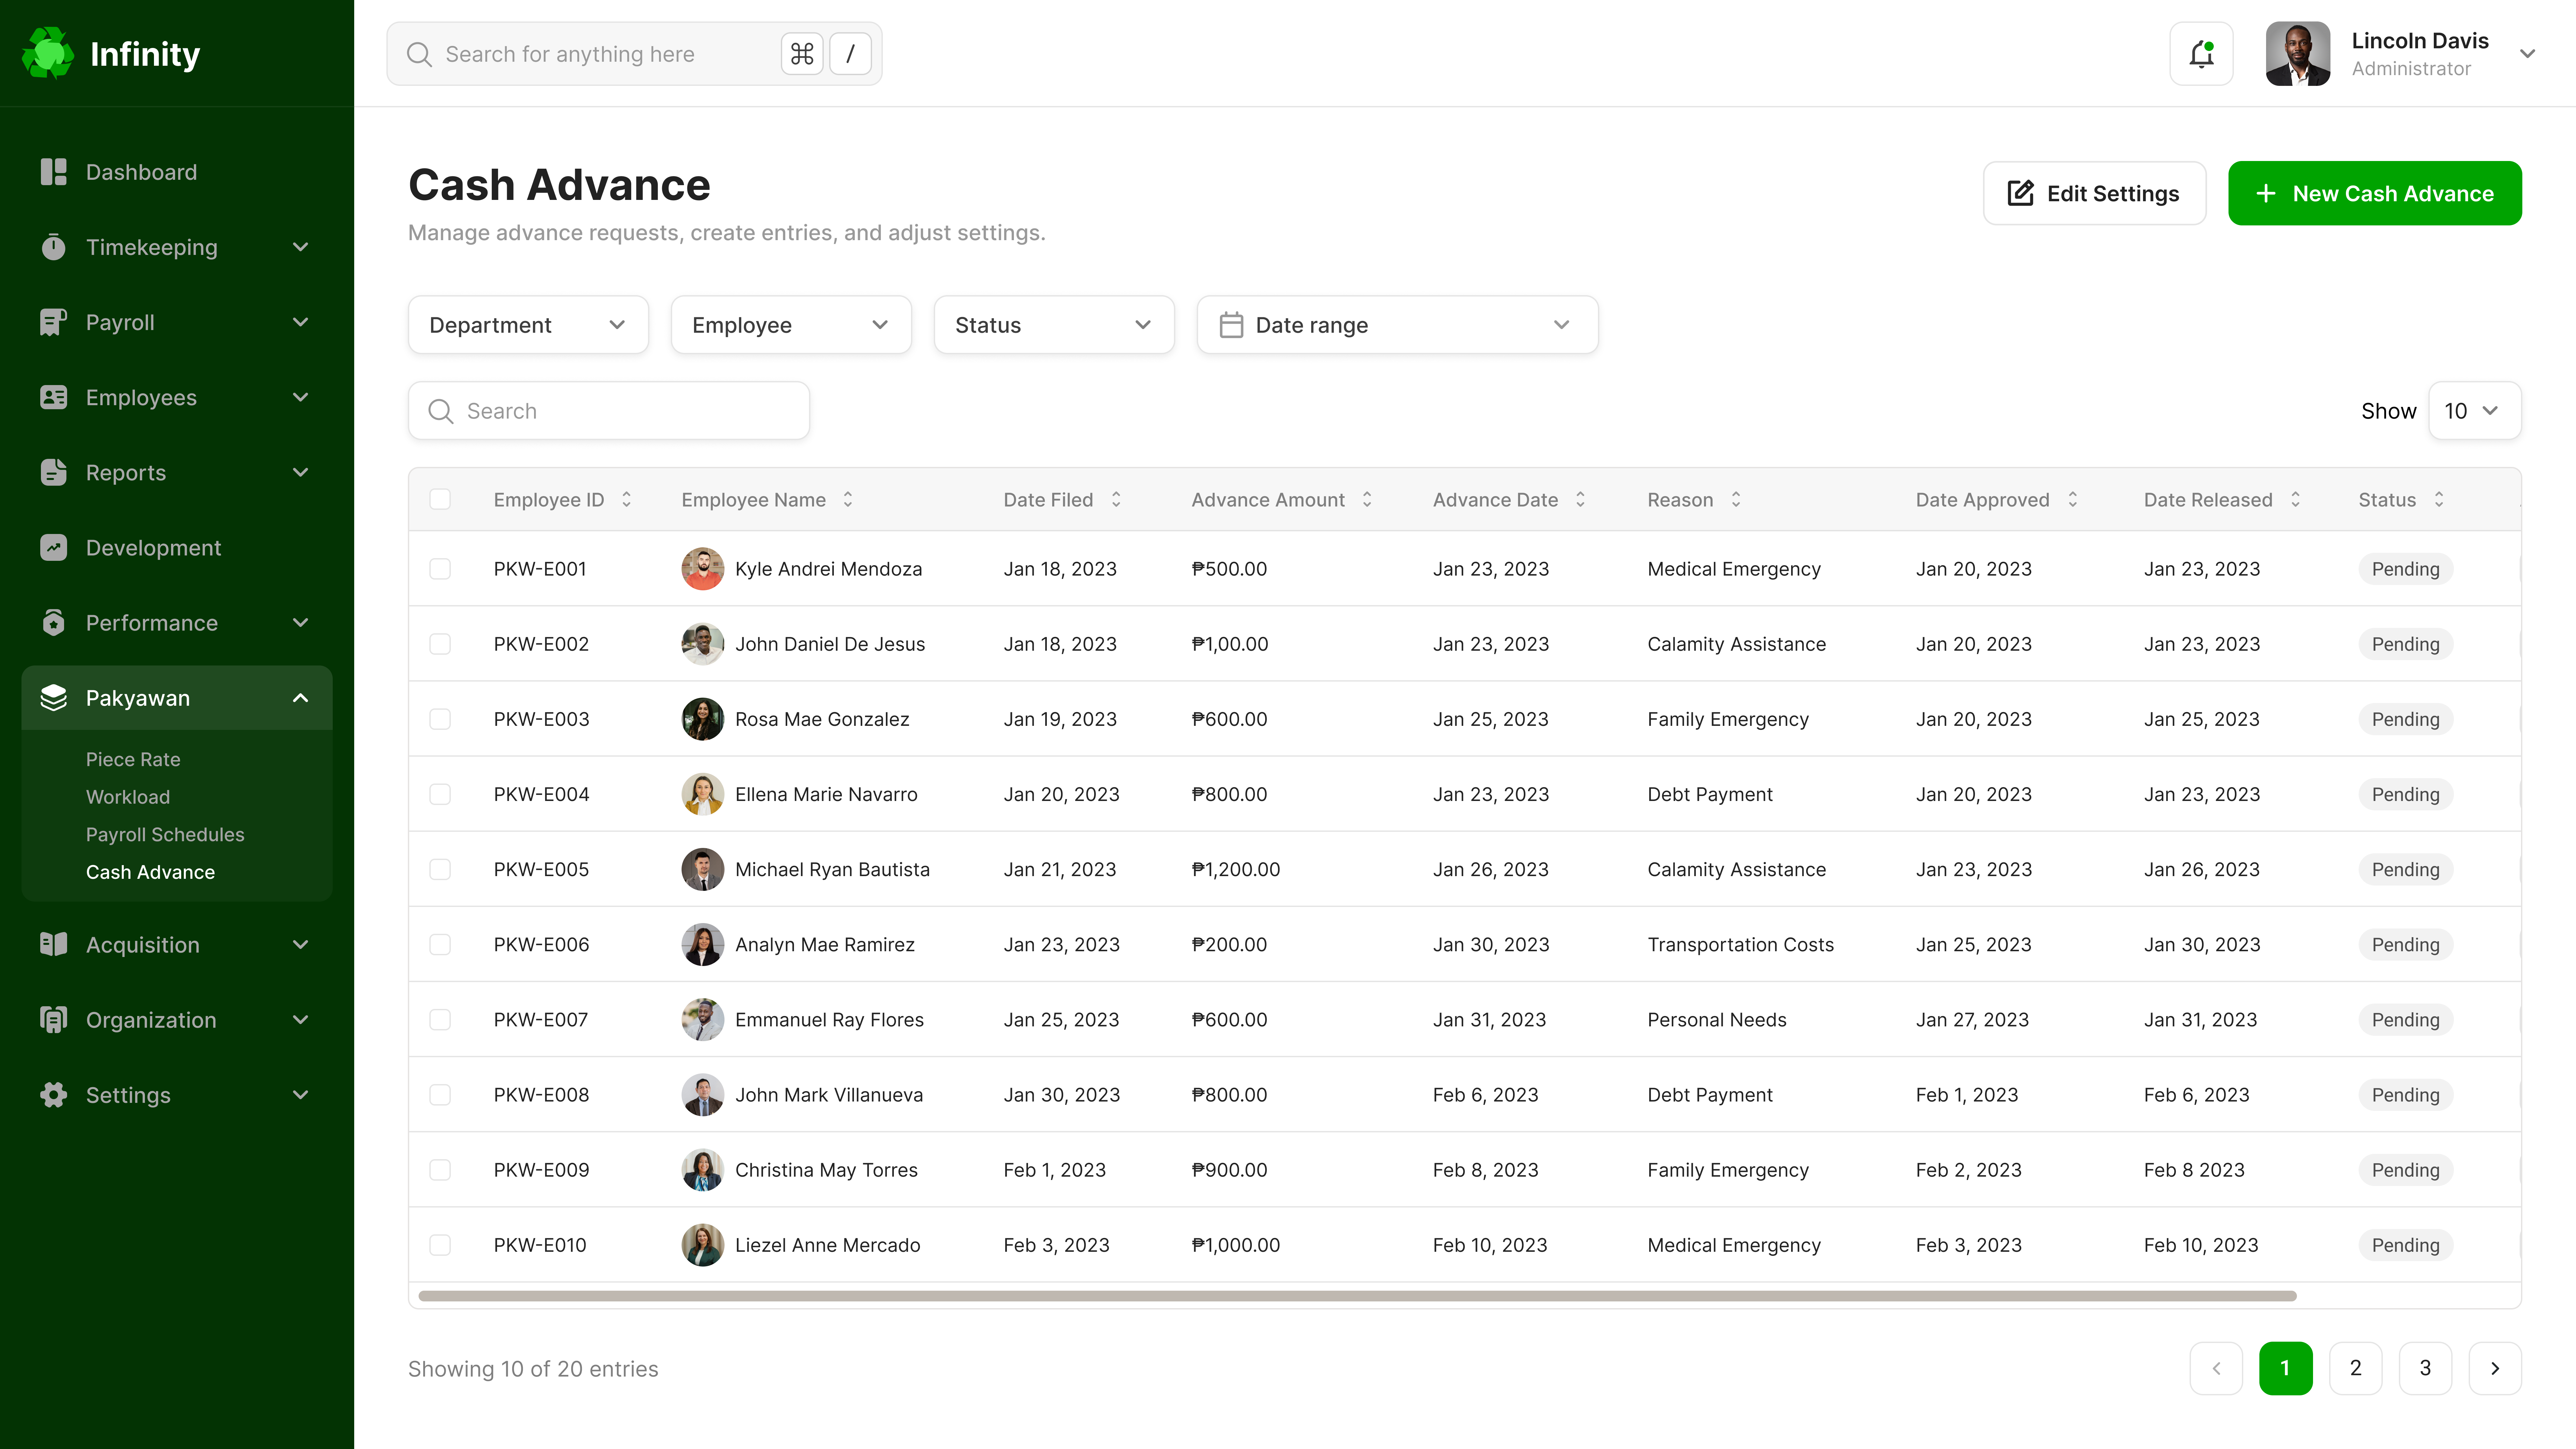 Infinity
Search for anything here
⌘ /
Lincoln Davis
Administrator
Dashboard
Timekeeping
Payroll
Employees
Reports
Development
Performance
Pakyawan
Piece Rate
Workload
Payroll Schedules
Cash Advance
Acquisition
Organization
Settings
Cash Advance
Manage advance requests, create entries, and adjust settings.
Edit Settings
+ New Cash Advance
Department
Employee
Status
Date range
Search
Show 10
Employee ID Employee Name Date Filed Advance Amount Advance Date Reason Date Approved Date Released Status
PKW-E001 Kyle Andrei Mendoza Jan 18, 2023 ₱500.00 Jan 23, 2023 Medical Emergency Jan 20, 2023 Jan 23, 2023 Pending
PKW-E002 John Daniel De Jesus Jan 18, 2023 ₱1,00.00 Jan 23, 2023 Calamity Assistance Jan 20, 2023 Jan 23, 2023 Pending
PKW-E003 Rosa Mae Gonzalez Jan 19, 2023 ₱600.00 Jan 25, 2023 Family Emergency Jan 20, 2023 Jan 25, 2023 Pending
PKW-E004 Ellena Marie Navarro Jan 20, 2023 ₱800.00 Jan 23, 2023 Debt Payment Jan 20, 2023 Jan 23, 2023 Pending
PKW-E005 Michael Ryan Bautista Jan 21, 2023 ₱1,200.00 Jan 26, 2023 Calamity Assistance Jan 23, 2023 Jan 26, 2023 Pending
PKW-E006 Analyn Mae Ramirez Jan 23, 2023 ₱200.00 Jan 30, 2023 Transportation Costs Jan 25, 2023 Jan 30, 2023 Pending
PKW-E007 Emmanuel Ray Flores Jan 25, 2023 ₱600.00 Jan 31, 2023 Personal Needs Jan 27, 2023 Jan 31, 2023 Pending
PKW-E008 John Mark Villanueva Jan 30, 2023 ₱800.00 Feb 6, 2023 Debt Payment Feb 1, 2023 Feb 6, 2023 Pending
PKW-E009 Christina May Torres Feb 1, 2023 ₱900.00 Feb 8, 2023 Family Emergency Feb 2, 2023 Feb 8 2023 Pending
PKW-E010 Liezel Anne Mercado Feb 3, 2023 ₱1,000.00 Feb 10, 2023 Medical Emergency Feb 3, 2023 Feb 10, 2023 Pending
Showing 10 of 20 entries
1 2 3